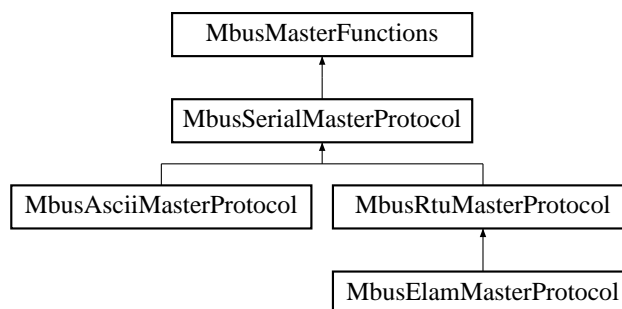 MbusMasterFunctions
MbusSerialMasterProtocol
MbusAsciiMasterProtocol
MbusRtuMasterProtocol
MbusElamMasterProtocol